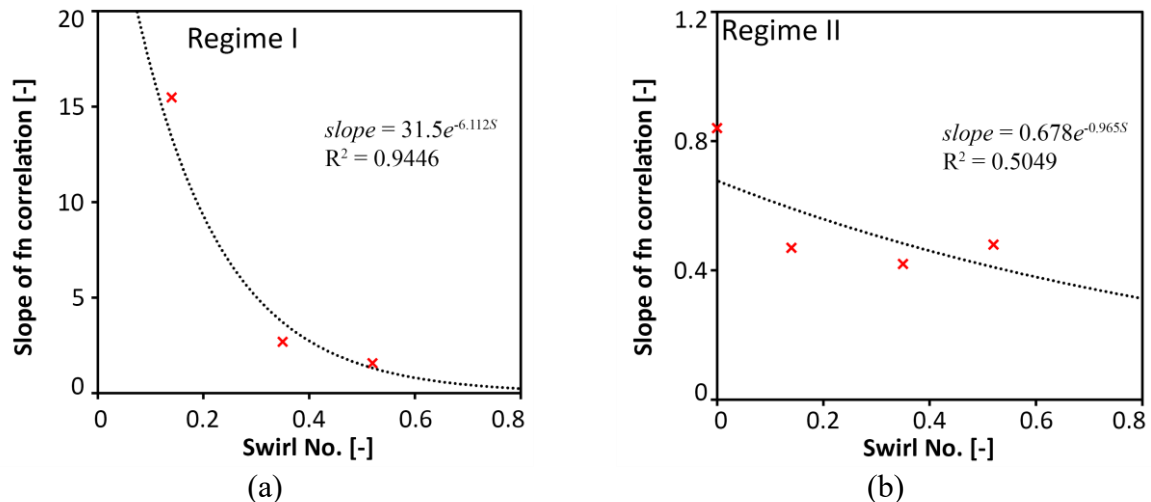 20
15
10
5
0
Slope of fn correlation [-]
Regime I
slope = 31.5e^-6.112S
R² = 0.9446
0 0.2 0.4 0.6 0.8
Swirl No. [-]
(a)
1.2
0.8
0.4
0
Slope of fn correlation [-]
Regime II
slope = 0.678e^-0.965S
R² = 0.5049
0 0.2 0.4 0.6 0.8
Swirl No. [-]
(b)